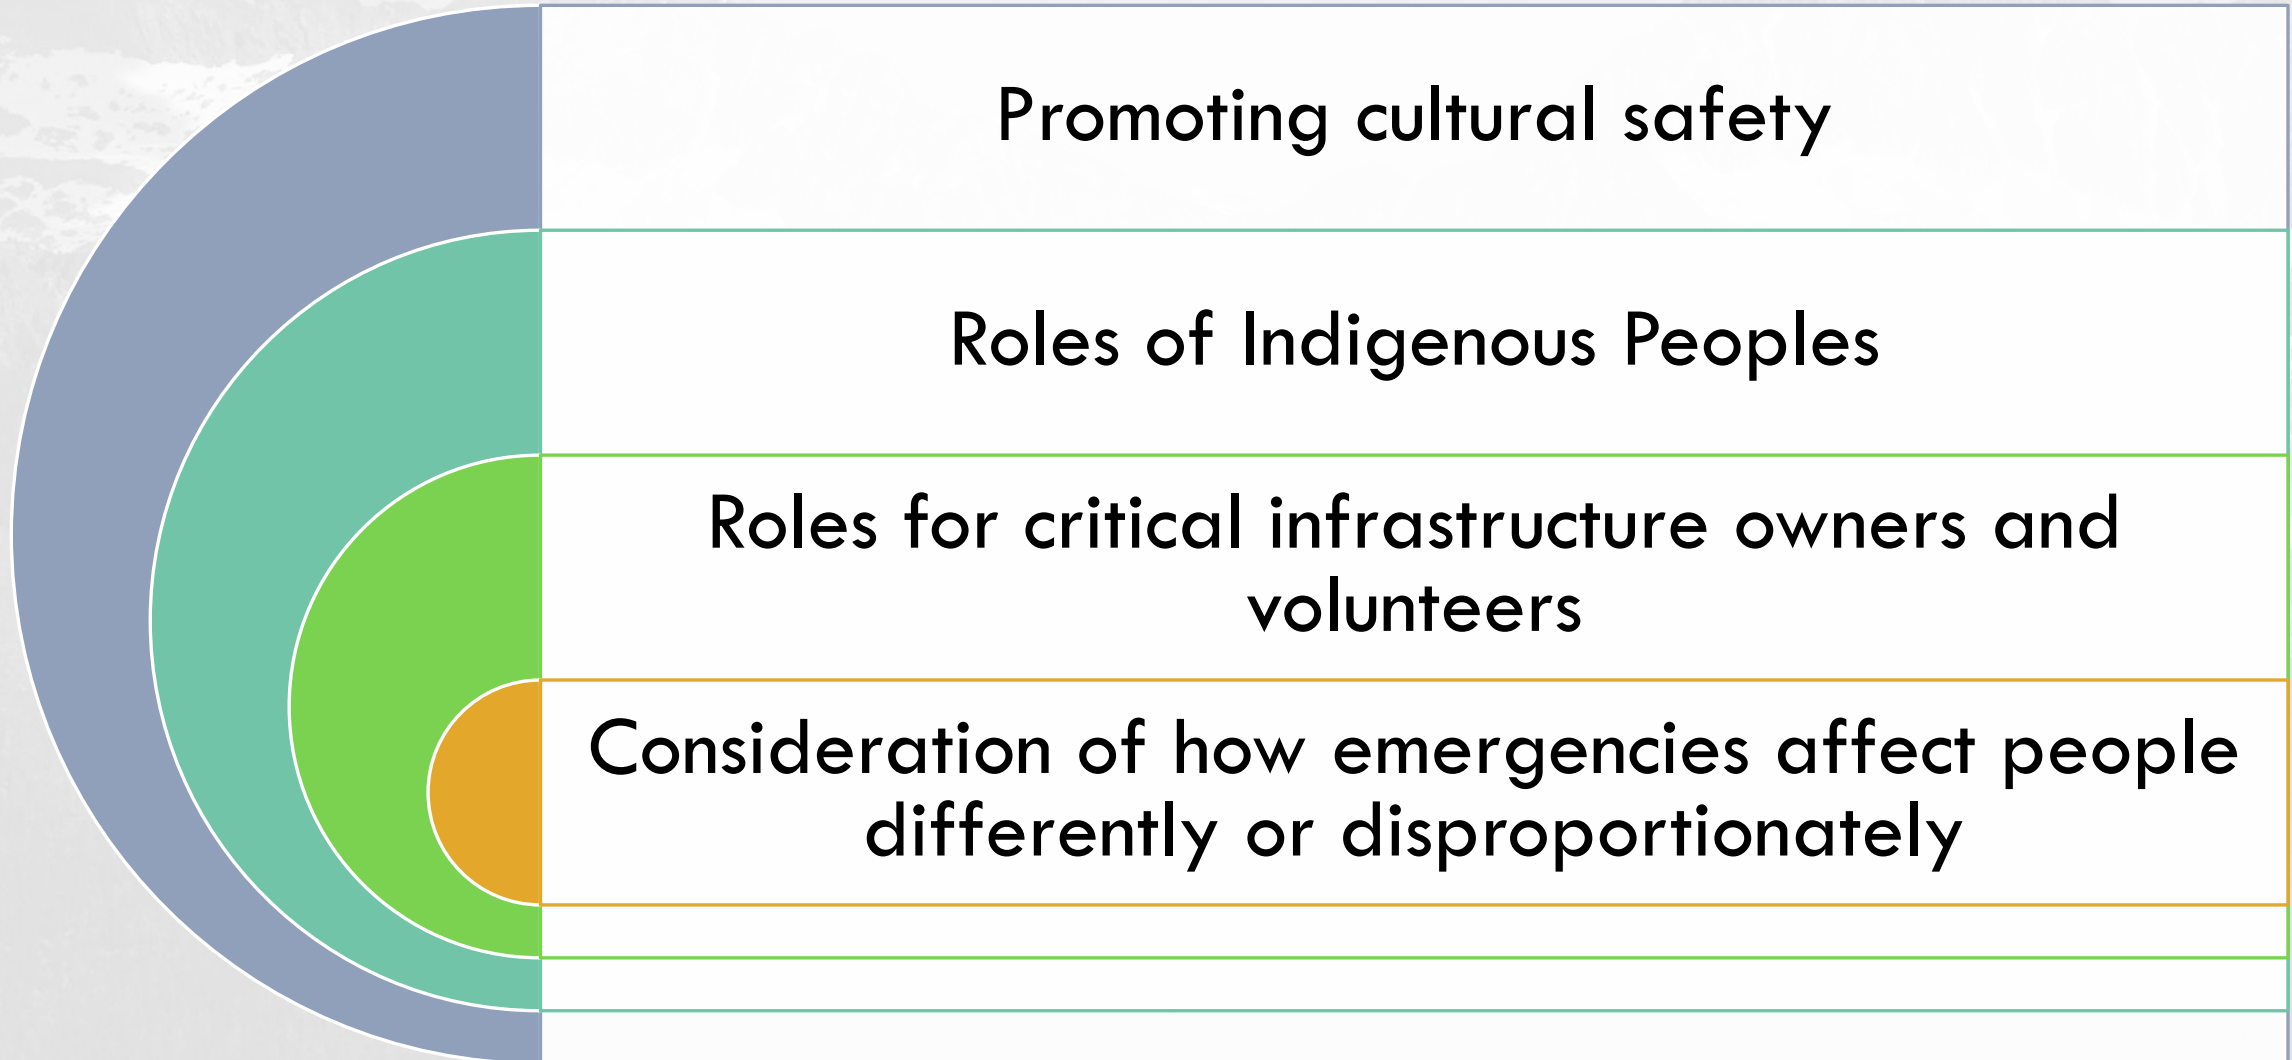 Promoting cultural safety
Roles of Indigenous Peoples
Roles for critical infrastructure owners and
volunteers
Consideration of how emergencies affect people
differently or disproportionately